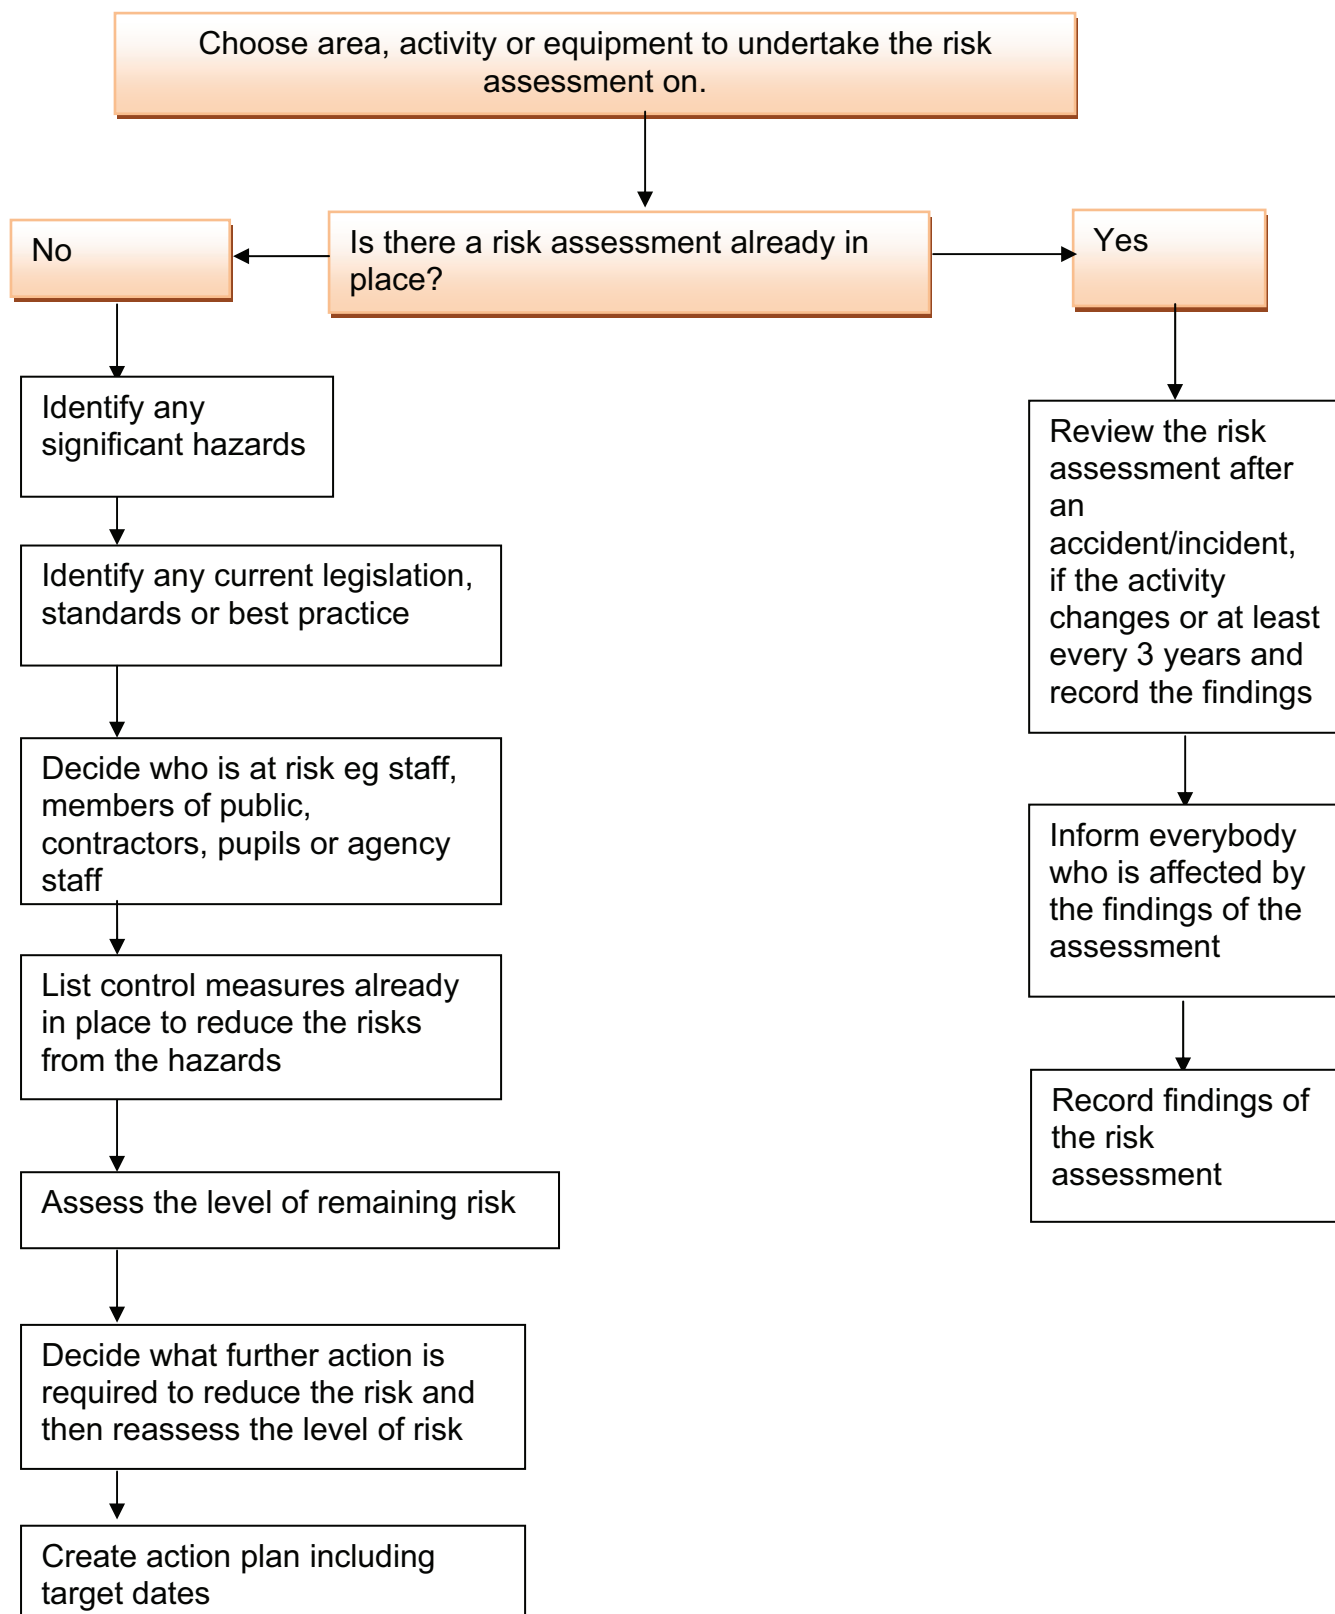 Choose area, activity or equipment to undertake the risk
assessment on.
No
Is there a risk assessment already in
place?
Yes
Identify any
significant hazards
Identify any current legislation,
standards or best practice
Decide who is at risk eg staff,
members of public,
contractors, pupils or agency
staff
List control measures already
in place to reduce the risks
from the hazards
Assess the level of remaining risk
Decide what further action is
required to reduce the risk and
then reassess the level of risk
Create action plan including
target dates
Review the risk
assessment after
an
accident/incident,
if the activity
changes or at least
every 3 years and
record the findings
Inform everybody
who is affected by
the findings of the
assessment
Record findings of
the risk
assessment